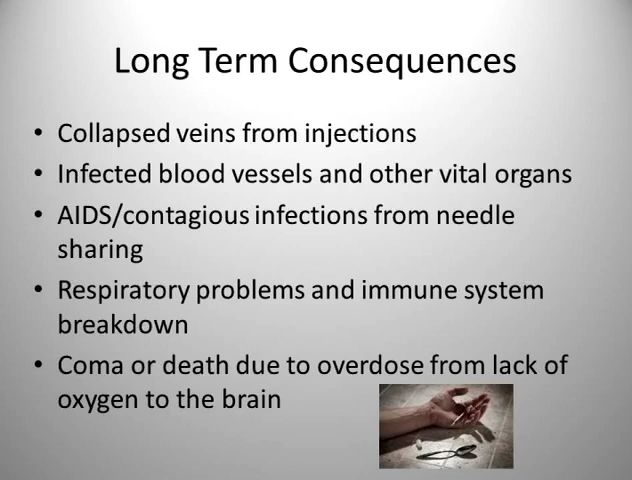 Long Term Consequences
• Collapsed veins from injections
• Infected blood vessels and other vital organs
• AIDS/contagious infections from needle
sharing
• Respiratory problems and immune system
breakdown
• Coma or death due to overdose from lack of
oxygen to the brain